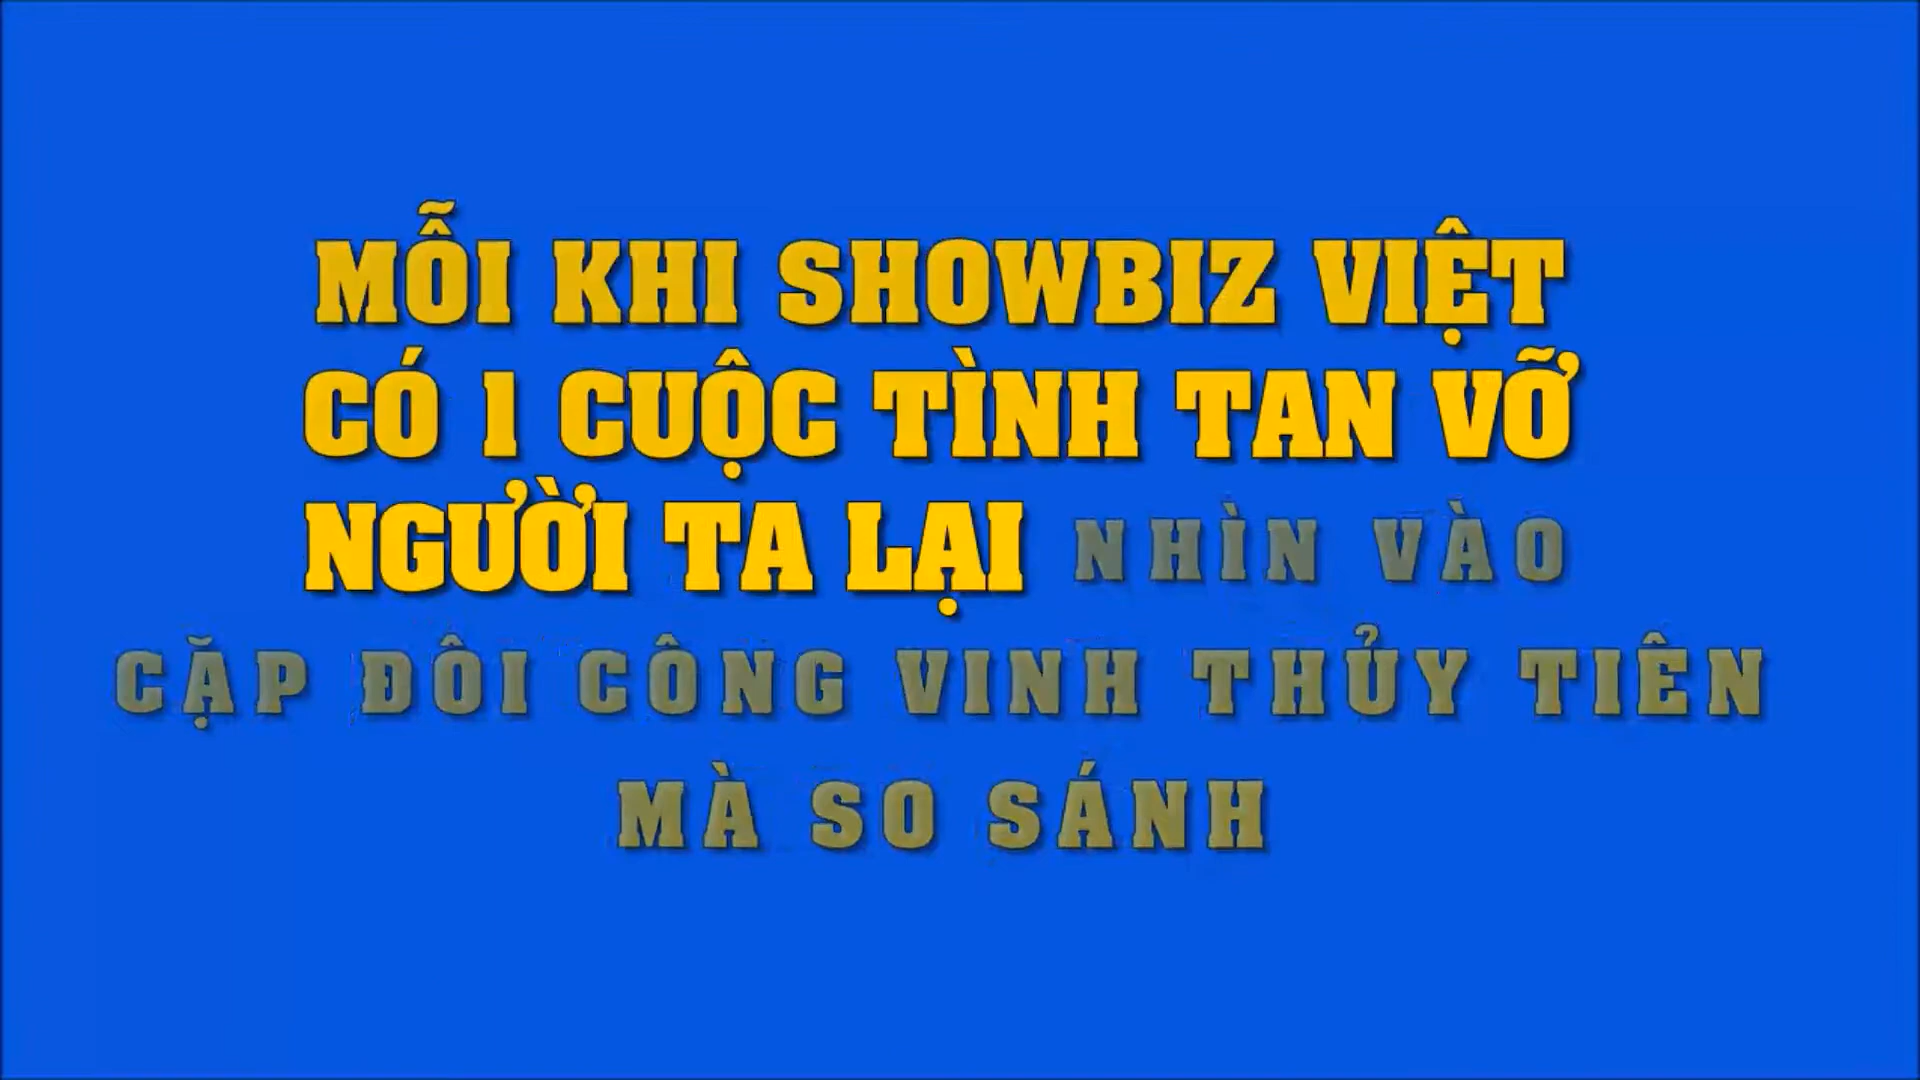 MỖI KHI SHOWBIZ VIỆT
CÓ 1 CUỘC TÌNH TAN VỠ
NGƯỜI TA LẠI NHÌN VÀO
CẶP ĐÔI CÔNG VINH THỦY TIÊN
MÀ SO SÁNH